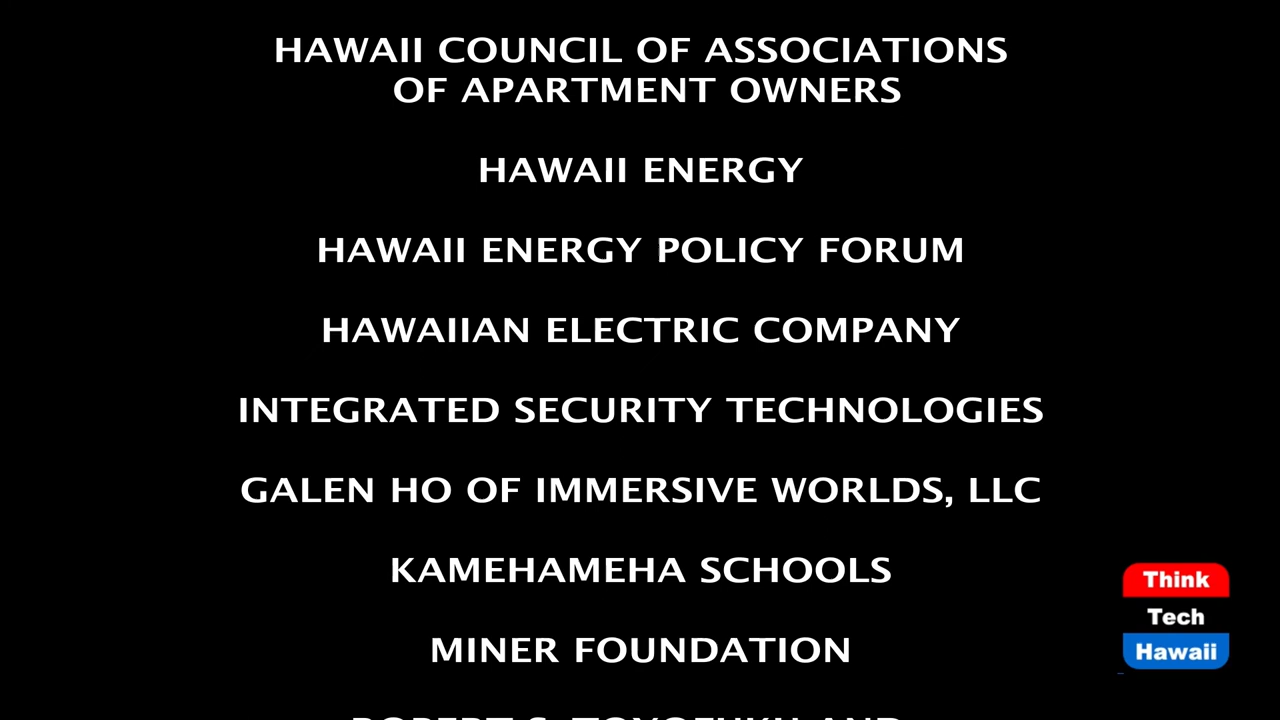 HAWAII COUNCIL OF ASSOCIATIONS
OF APARTMENT OWNERS
HAWAII ENERGY
HAWAII ENERGY POLICY FORUM
HAWAIIAN ELECTRIC COMPANY
INTEGRATED SECURITY TECHNOLOGIES
GALEN HO OF IMMERSIVE WORLDS, LLC
KAMEHAMEHA SCHOOLS
MINER FOUNDATION
Think
Tech
Hawaii